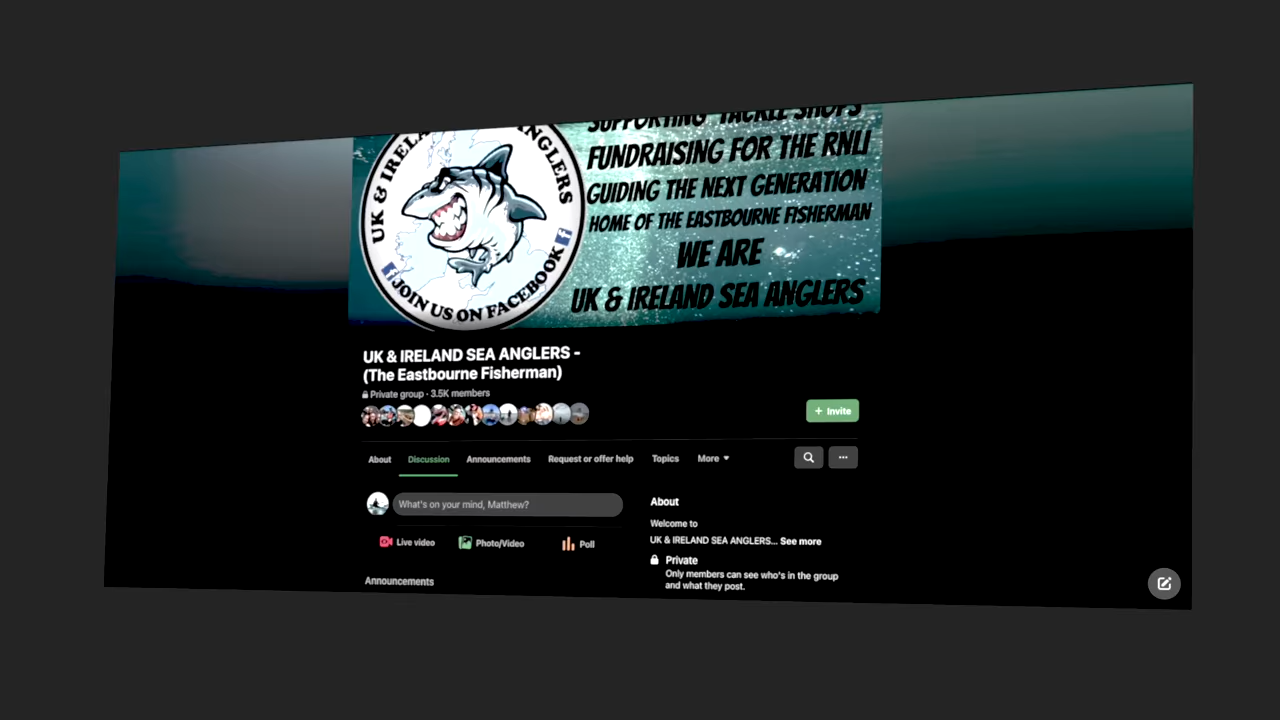 UK & IRELA
NGLERS
JOIN US ON FACEBOOK
SUPPORTING TACKLE SHOPS
FUNDRAISING FOR THE RNLI
GUIDING THE NEXT GENERATION
HOME OF THE EASTBOURNE FISHERMAN
WE ARE
UK & IRELAND SEA ANGLERS
UK & IRELAND SEA ANGLERS -
(The Eastbourne Fisherman)
Private group · 3.5K members
+ Invite
About Discussion Announcements Request or offer help Topics More
What's on your mind, Matthew?
Live video Photo/Video Poll
Announcements
About
Welcome to
UK & IRELAND SEA ANGLERS... See more
Private
Only members can see who's in the group
and what they post.